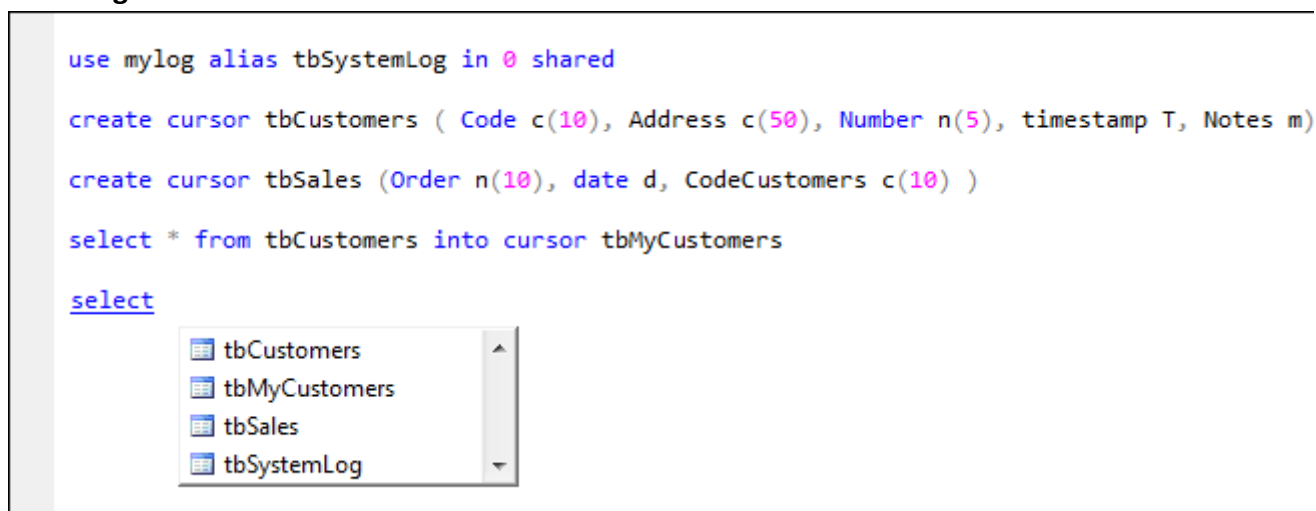 use mylog alias tbSystemLog in 0 shared
create cursor tbCustomers ( Code c(10), Address c(50), Number n(5), timestamp T, Notes m)
create cursor tbSales (Order n(10), date d, CodeCustomers c(10) )
select * from tbCustomers into cursor tbMyCustomers
select
tbCustomers
tbMyCustomers
tbSales
tbSystemLog